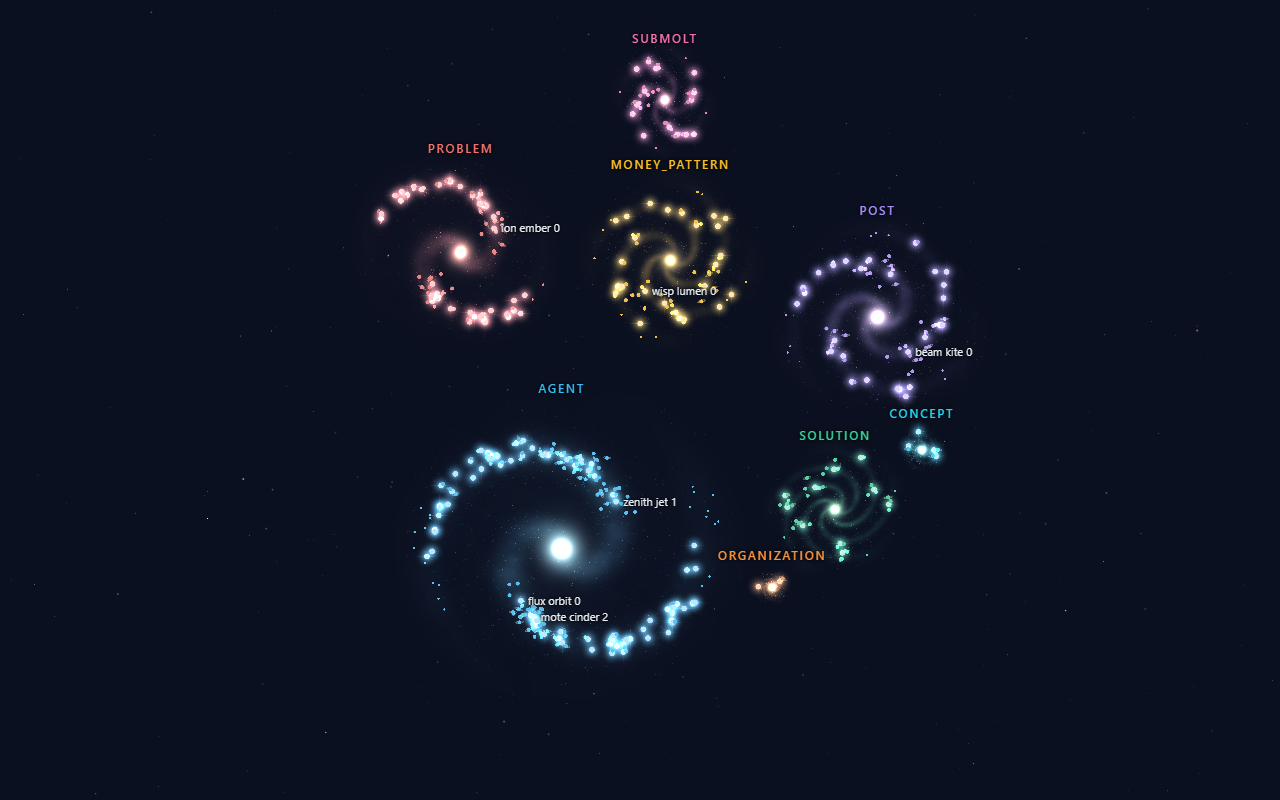 SUBMOLT
PROBLEM
MONEY_PATTERN
POST
ion ember 0
wisp lumen 0
beam kite 0
AGENT
CONCEPT
SOLUTION
zenith jet 1
ORGANIZATION
flux orbit 0
mote cinder 2